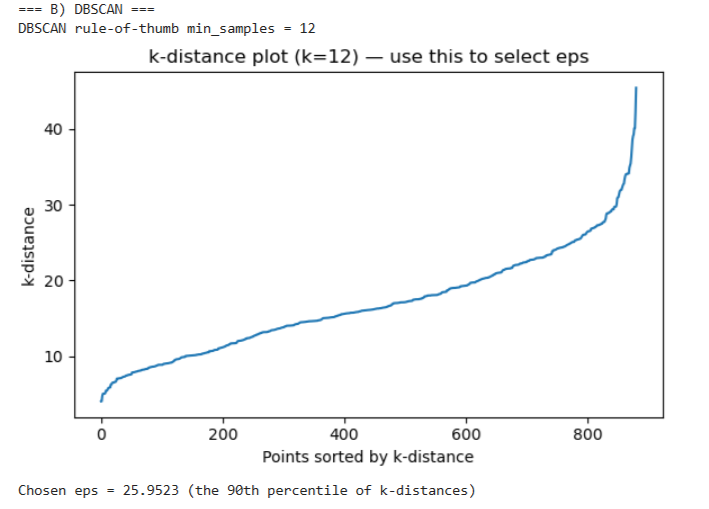 === B) DBSCAN ===
DBSCAN rule-of-thumb min_samples = 12
k-distance plot (k=12) — use this to select eps
40
30
20
10
k-distance
0 200 400 600 800
Points sorted by k-distance
Chosen eps = 25.9523 (the 90th percentile of k-distances)